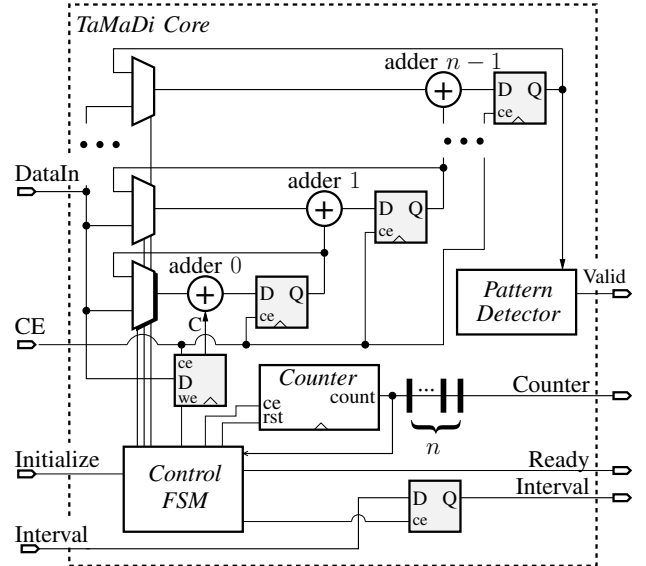 TaMaDi Core
adder n − 1
D Q
ce
DataIn
adder 1
D Q
ce
adder 0
D Q
ce
Valid
Pattern
Detector
C
CE
ce
D
we
Counter
count
ce
rst
...
Counter
n
Initialize
Control
FSM
Ready
Interval
D Q
ce
Interval